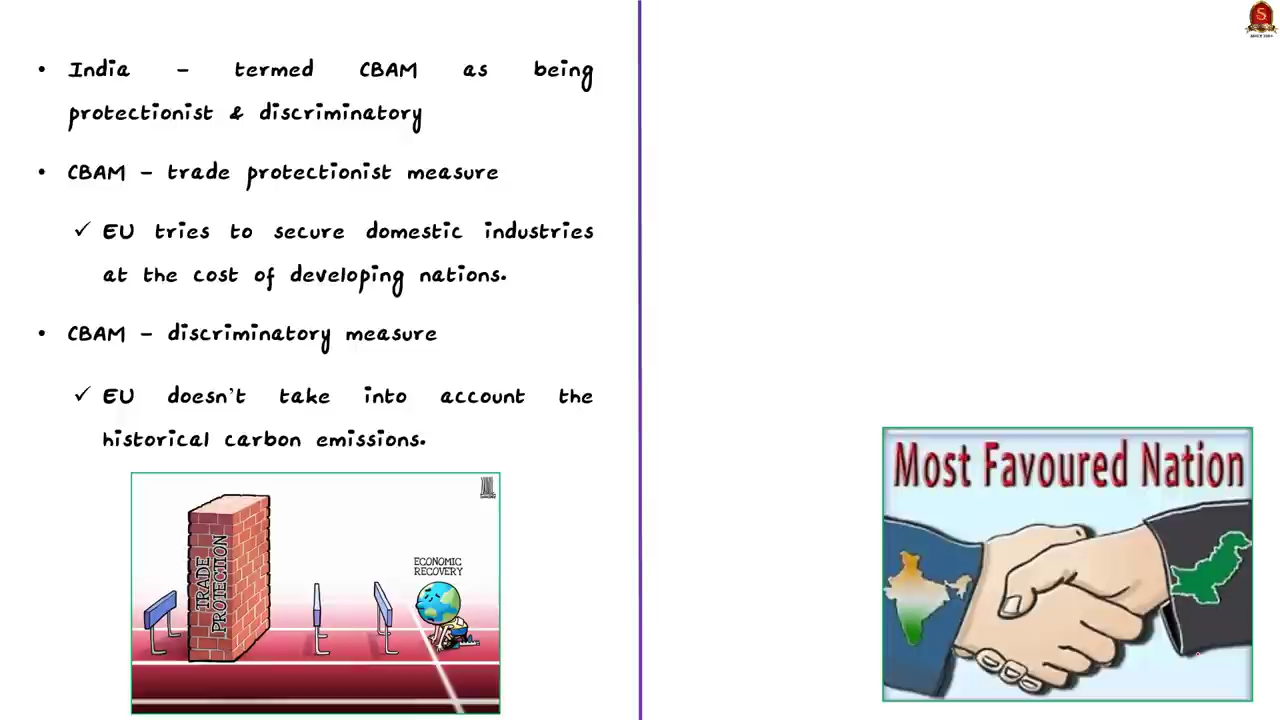 • India - termed CBAM as being
protectionist & discriminatory
• CBAM - trade protectionist measure
✓ EU tries to secure domestic industries
at the cost of developing nations.
• CBAM - discriminatory measure
✓ EU doesn't take into account the
historical carbon emissions.
TRADE
PROTECTION
ECONOMIC
RECOVERY
S
Most Favoured Nation